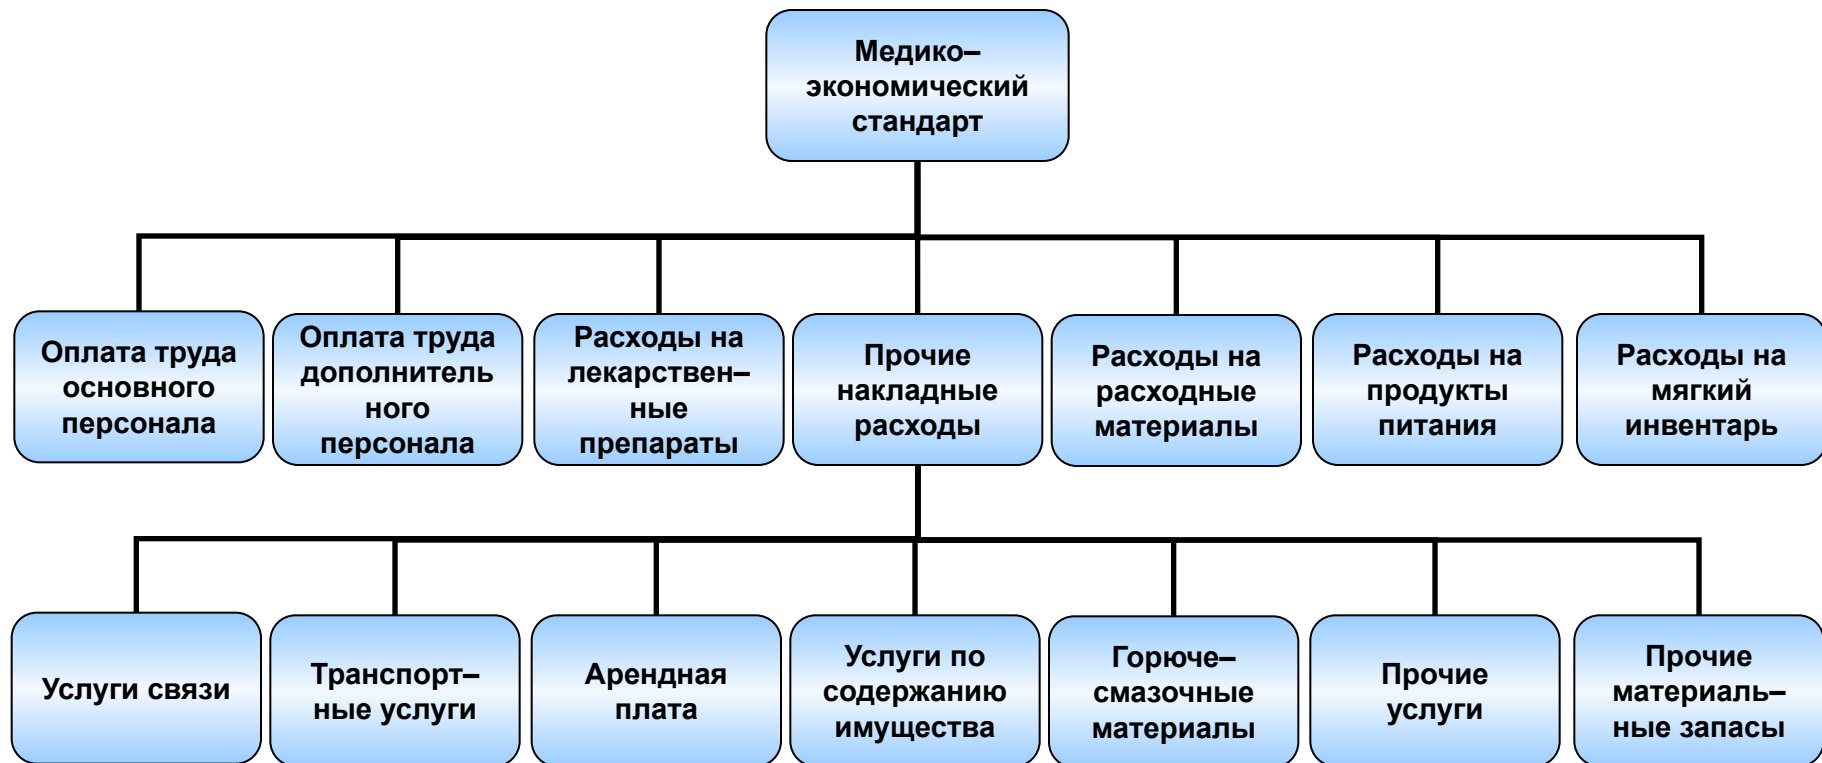 Медико–
экономический
стандарт
Оплата труда
основного
персонала
Оплата труда
дополнитель
ного
персонала
Расходы на
лекарствен–
ные
препараты
Прочие
накладные
расходы
Расходы на
расходные
материалы
Расходы на
продукты
питания
Расходы на
мягкий
инвентарь
Услуги связи
Транспорт–
ные услуги
Арендная
плата
Услуги по
содержанию
имущества
Горюче–
смазочные
материалы
Прочие
услуги
Прочие
материаль–
ные запасы